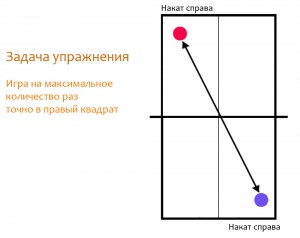 Накат справа
Задача упражнения
Игра на максимальное
количество раз
точно в правый квадрат
Накат справа